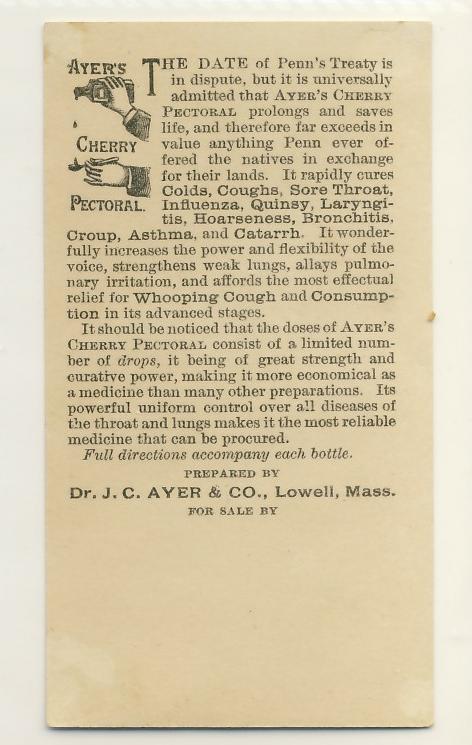 AYER'S
CHERRY
PECTORAL.
THE DATE of Penn's Treaty is
in dispute, but it is universally
admitted that AYER'S CHERRY
PECTORAL prolongs and saves
life, and therefore far exceeds in
value anything Penn ever of-
fered the natives in exchange
for their lands. It rapidly cures
Colds, Coughs, Sore Throat,
Influenza, Quinsy, Laryngi-
tis, Hoarseness, Bronchitis,
Croup, Asthma, and Catarrh. It wonder-
fully increases the power and flexibility of the
voice, strengthens weak lungs, allays pulmo-
nary irritation, and affords the most effectual
relief for Whooping Cough and Consump-
tion in its advanced stages.
It should be noticed that the doses of AYER'S
CHERRY PECTORAL consist of a limited num-
ber of drops, it being of great strength and
curative power, making it more economical as
a medicine than many other preparations. Its
powerful uniform control over all diseases of
the throat and lungs makes it the most reliable
medicine that can be procured.
Full directions accompany each bottle.
PREPARED BY
Dr. J. C. AYER & CO., Lowell, Mass.
FOR SALE BY